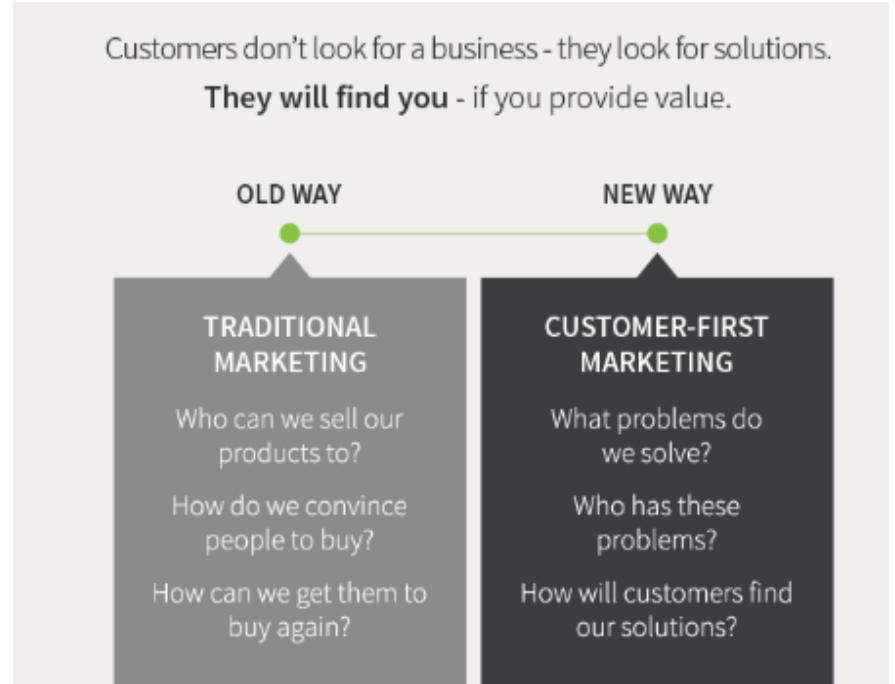 Customers don’t look for a business - they look for solutions.
They will find you - if you provide value.
OLD WAY
NEW WAY
TRADITIONAL
MARKETING
Who can we sell our
products to?
How do we convince
people to buy?
How can we get them to
buy again?
CUSTOMER-FIRST
MARKETING
What problems do
we solve?
Who has these
problems?
How will customers find
our solutions?